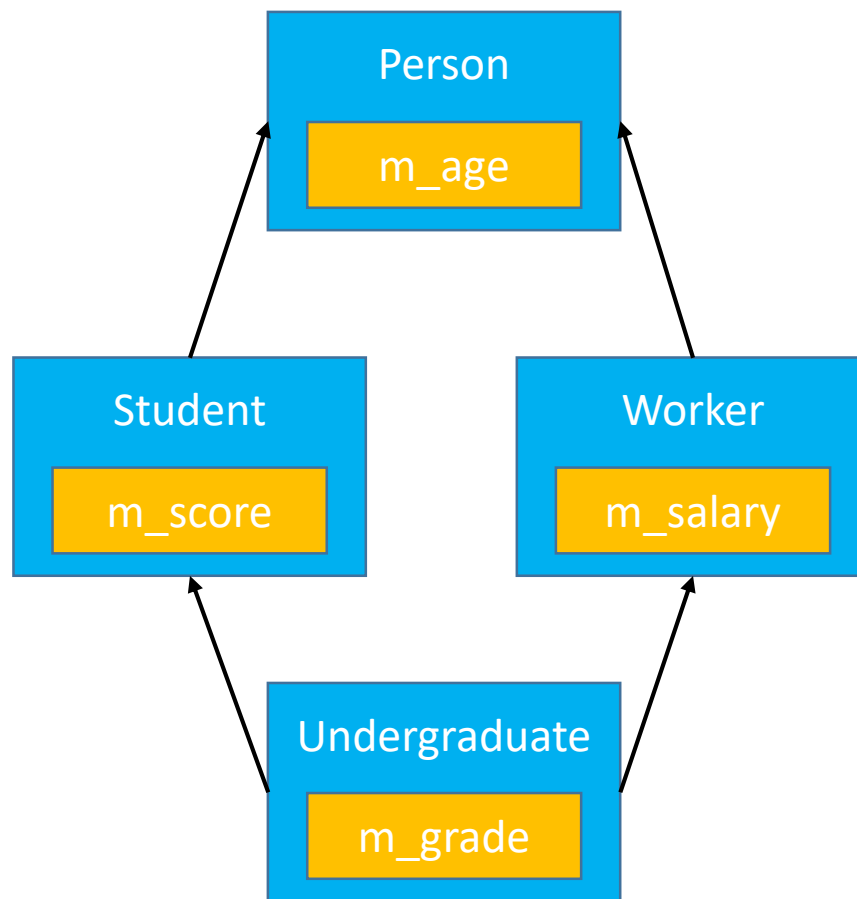 Person
m_age
Student
m_score
Worker
m_salary
Undergraduate
m_grade